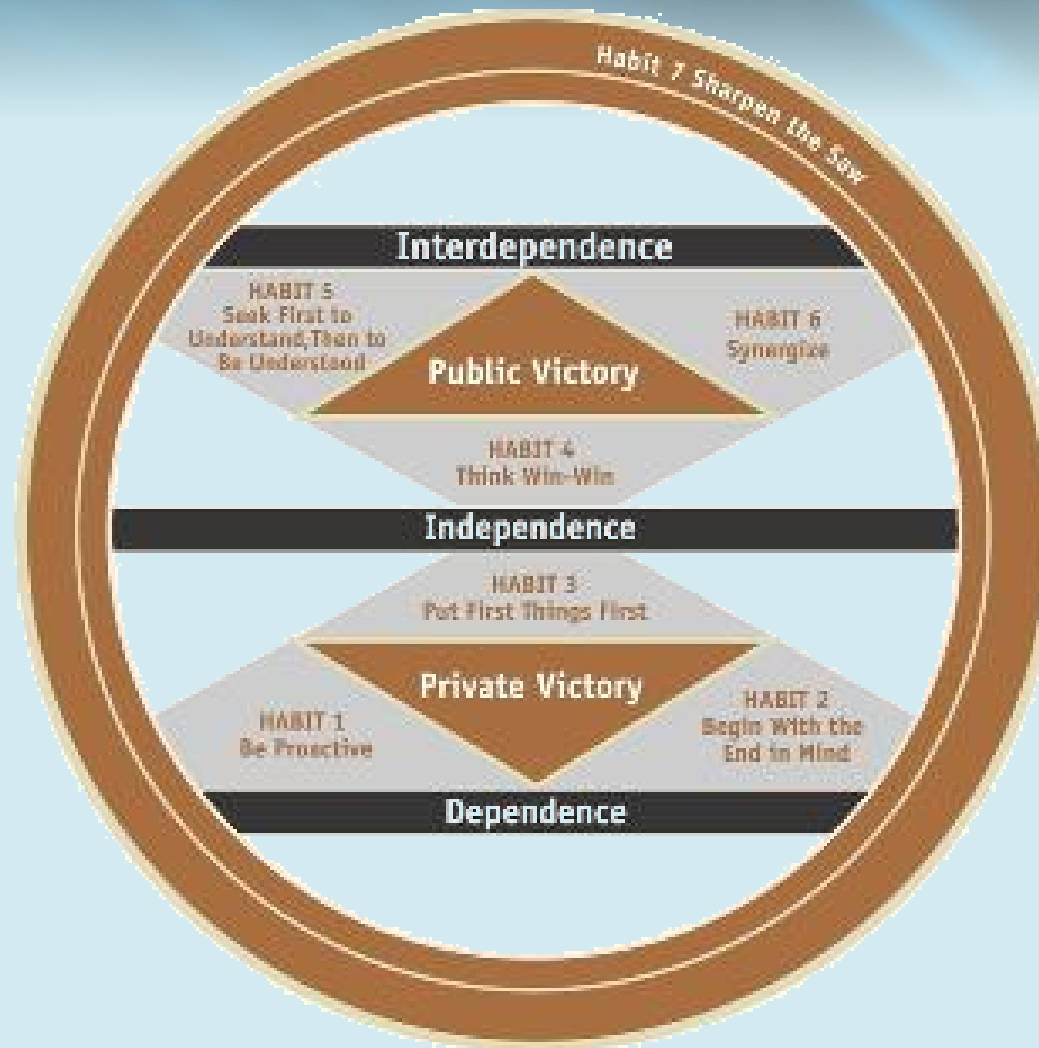 Habit 7 Sharpen the Saw
Interdependence
HABIT 5
Seek First to
Understand, Then to
Be Understood
HABIT 6
Synergize
Public Victory
HABIT 4
Think Win-Win
Independence
HABIT 3
Put First Things First
Private Victory
HABIT 1
Be Proactive
HABIT 2
Begin With the
End in Mind
Dependence